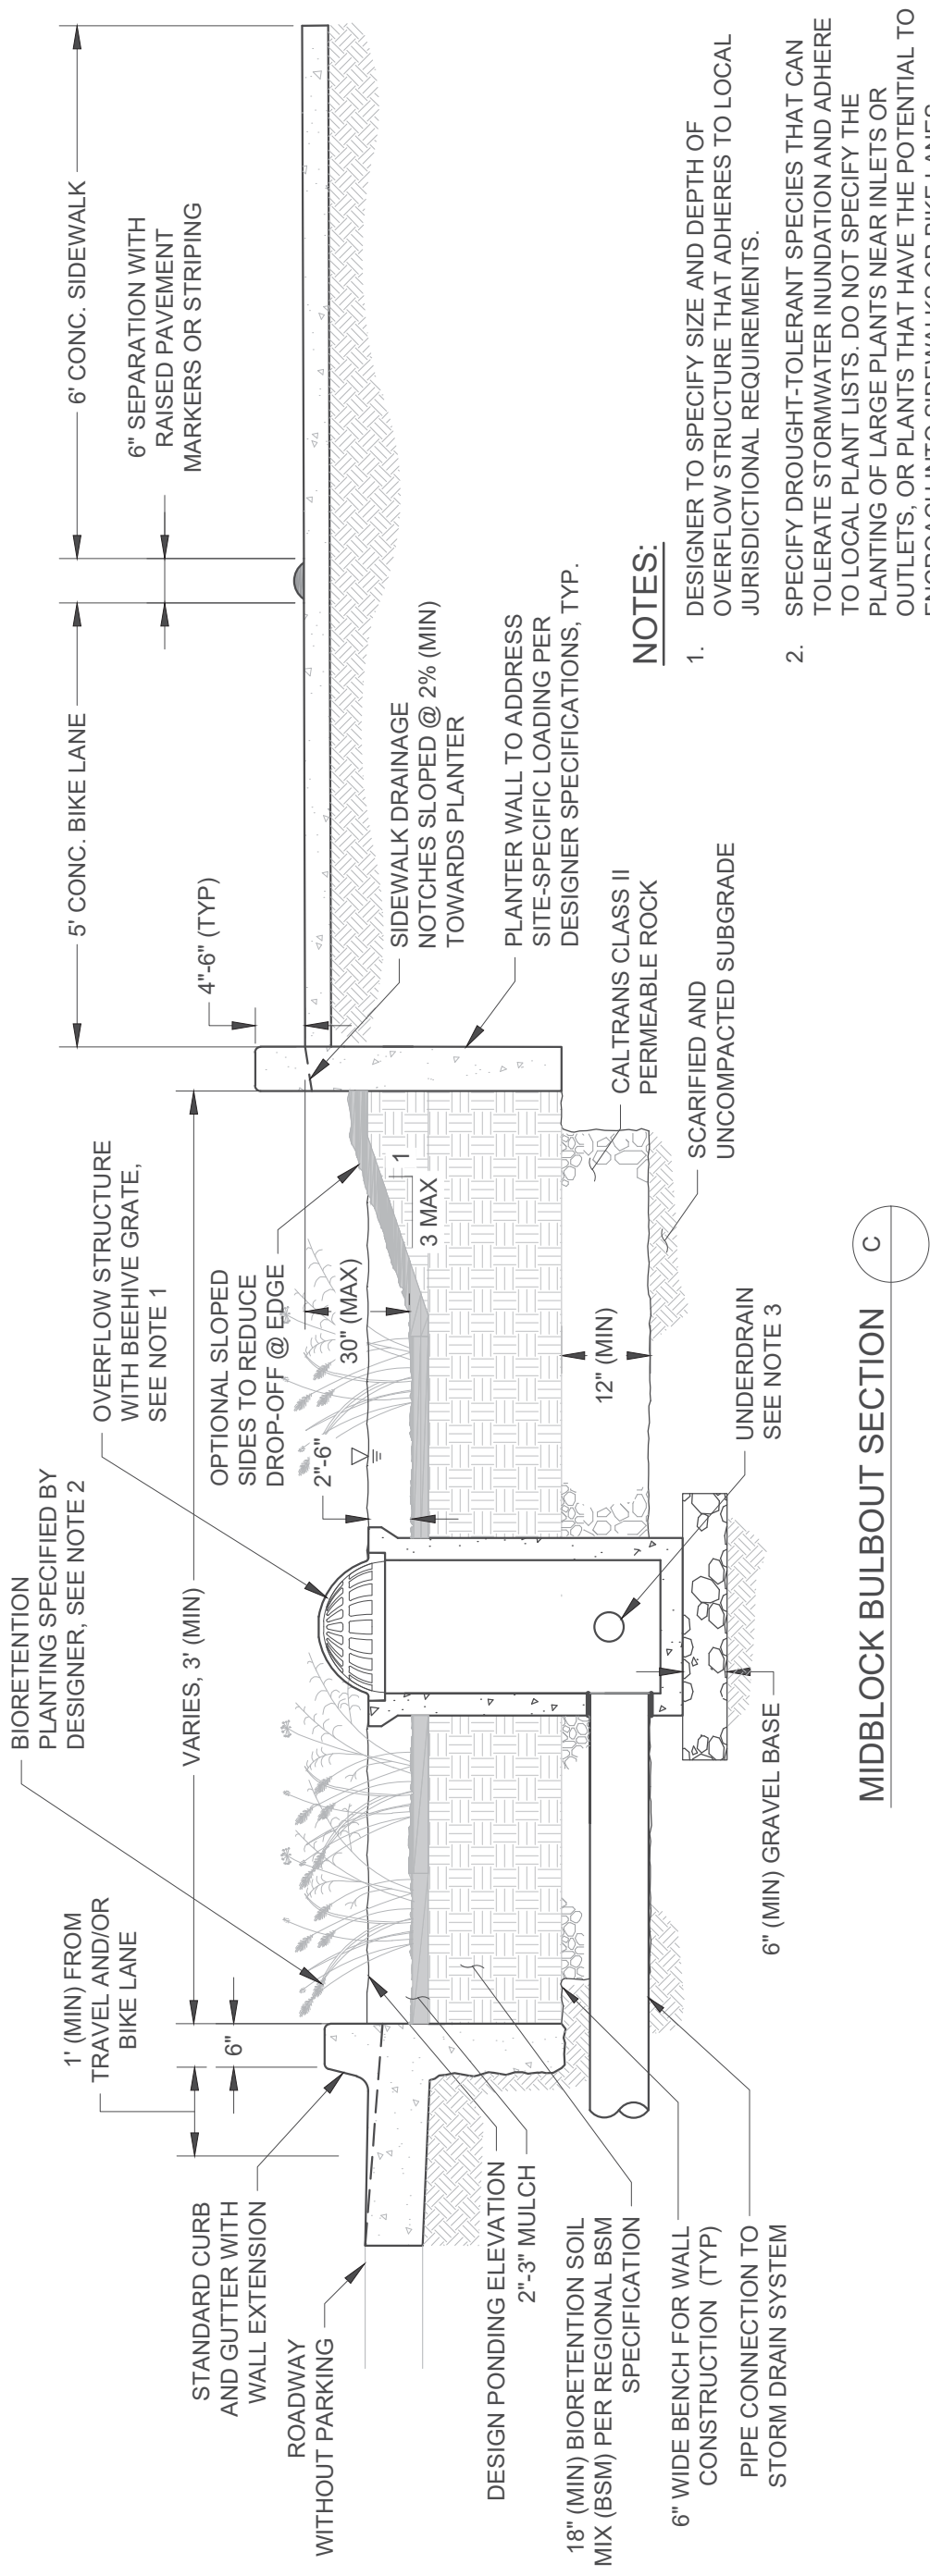 BIORETENTION
PLANTING SPECIFIED BY
DESIGNER, SEE NOTE 2
1' (MIN) FROM
TRAVEL AND/OR
BIKE LANE
6"
VARIES, 3' (MIN)
OVERFLOW STRUCTURE
WITH BEEHIVE GRATE,
SEE NOTE 1
5' CONC. BIKE LANE
6' CONC. SIDEWALK
6" SEPARATION WITH
RAISED PAVEMENT
MARKERS OR STRIPING
STANDARD CURB
AND GUTTER WITH
WALL EXTENSION
ROADWAY
WITHOUT PARKING
OPTIONAL SLOPED
SIDES TO REDUCE
DROP-OFF @ EDGE
2"-6"
30" (MAX)
4"-6" (TYP)
1
3 MAX
SIDEWALK DRAINAGE
NOTCHES SLOPED @ 2% (MIN)
TOWARDS PLANTER
PLANTER WALL TO ADDRESS
SITE-SPECIFIC LOADING PER
DESIGNER SPECIFICATIONS, TYP.
DESIGN PONDING ELEVATION
2"-3" MULCH
18" (MIN) BIORETENTION SOIL
MIX (BSM) PER REGIONAL BSM
SPECIFICATION
6" WIDE BENCH FOR WALL
CONSTRUCTION (TYP)
PIPE CONNECTION TO
STORM DRAIN SYSTEM
12" (MIN)
CALTRANS CLASS II
PERMEABLE ROCK
SCARIFIED AND
UNCOMPACTED SUBGRADE
UNDERDRAIN
SEE NOTE 3
6" (MIN) GRAVEL BASE
MIDBLOCK BULBOUT SECTION
C
NOTES:
1. DESIGNER TO SPECIFY SIZE AND DEPTH OF
OVERFLOW STRUCTURE THAT ADHERES TO LOCAL
JURISDICTIONAL REQUIREMENTS.
2. SPECIFY DROUGHT-TOLERANT SPECIES THAT CAN
TOLERATE STORMWATER INUNDATION AND ADHERE
TO LOCAL PLANT LISTS. DO NOT SPECIFY THE
PLANTING OF LARGE PLANTS NEAR INLETS OR
OUTLETS, OR PLANTS THAT HAVE THE POTENTIAL TO
ENCROACH INTO SIDEWALKS OR BIKE LANES.